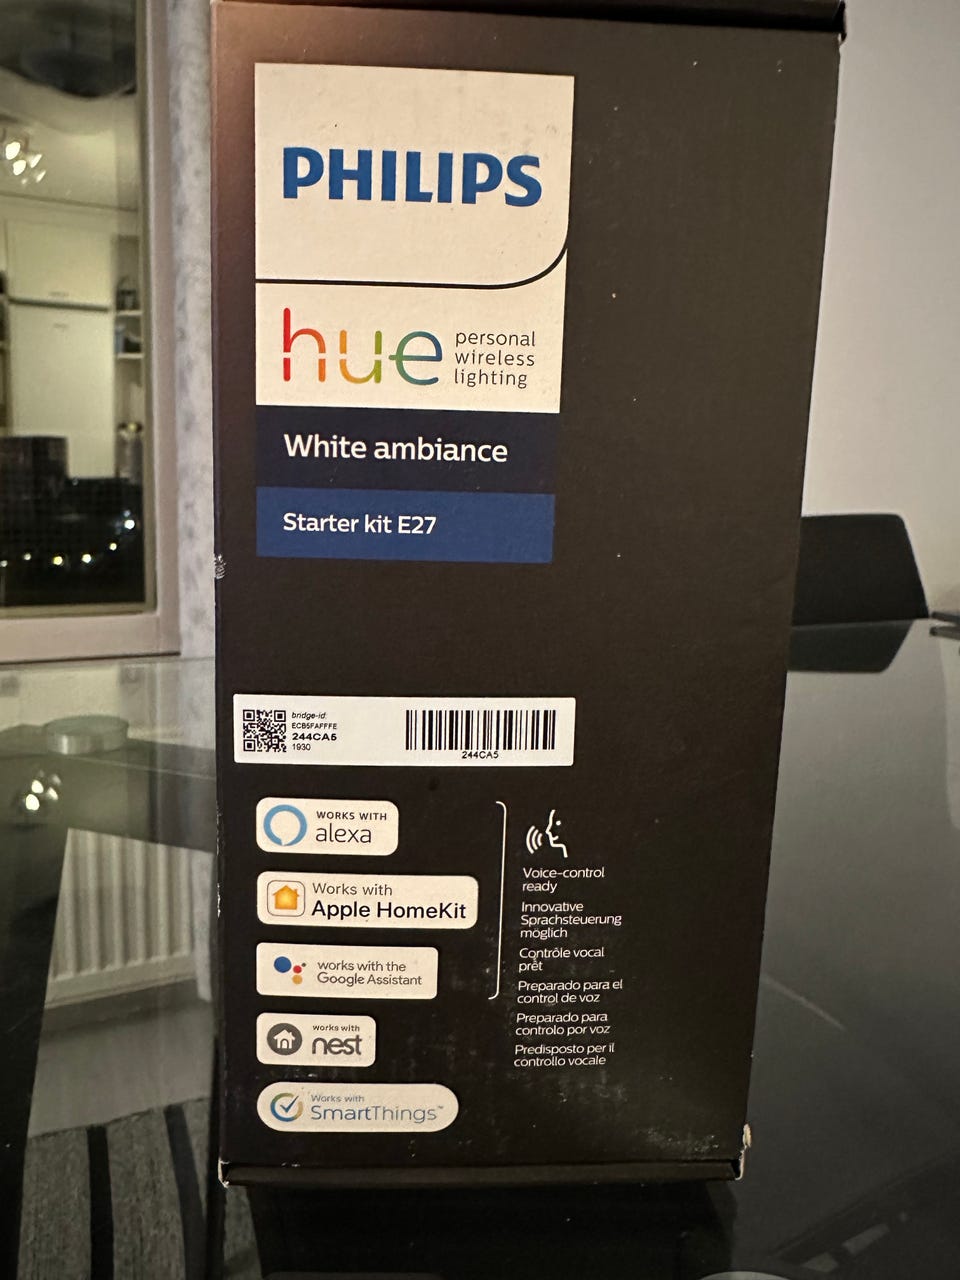 PHILIPS
hue personal
wireless
lighting
White ambiance
Starter kit E27
bridge-id:
ECB5FAFFFE
244CA5
1930
244CA5
WORKS WITH
alexa
Works with
Apple HomeKit
works with the
Google Assistant
works with
nest
Works with
SmartThings™
Voice-control
ready
Innovative
Sprachsteuerung
möglich
Contrôle vocal
prêt
Preparado para el
control de voz
Preparado para
controlo por voz
Predisposto per il
controllo vocale